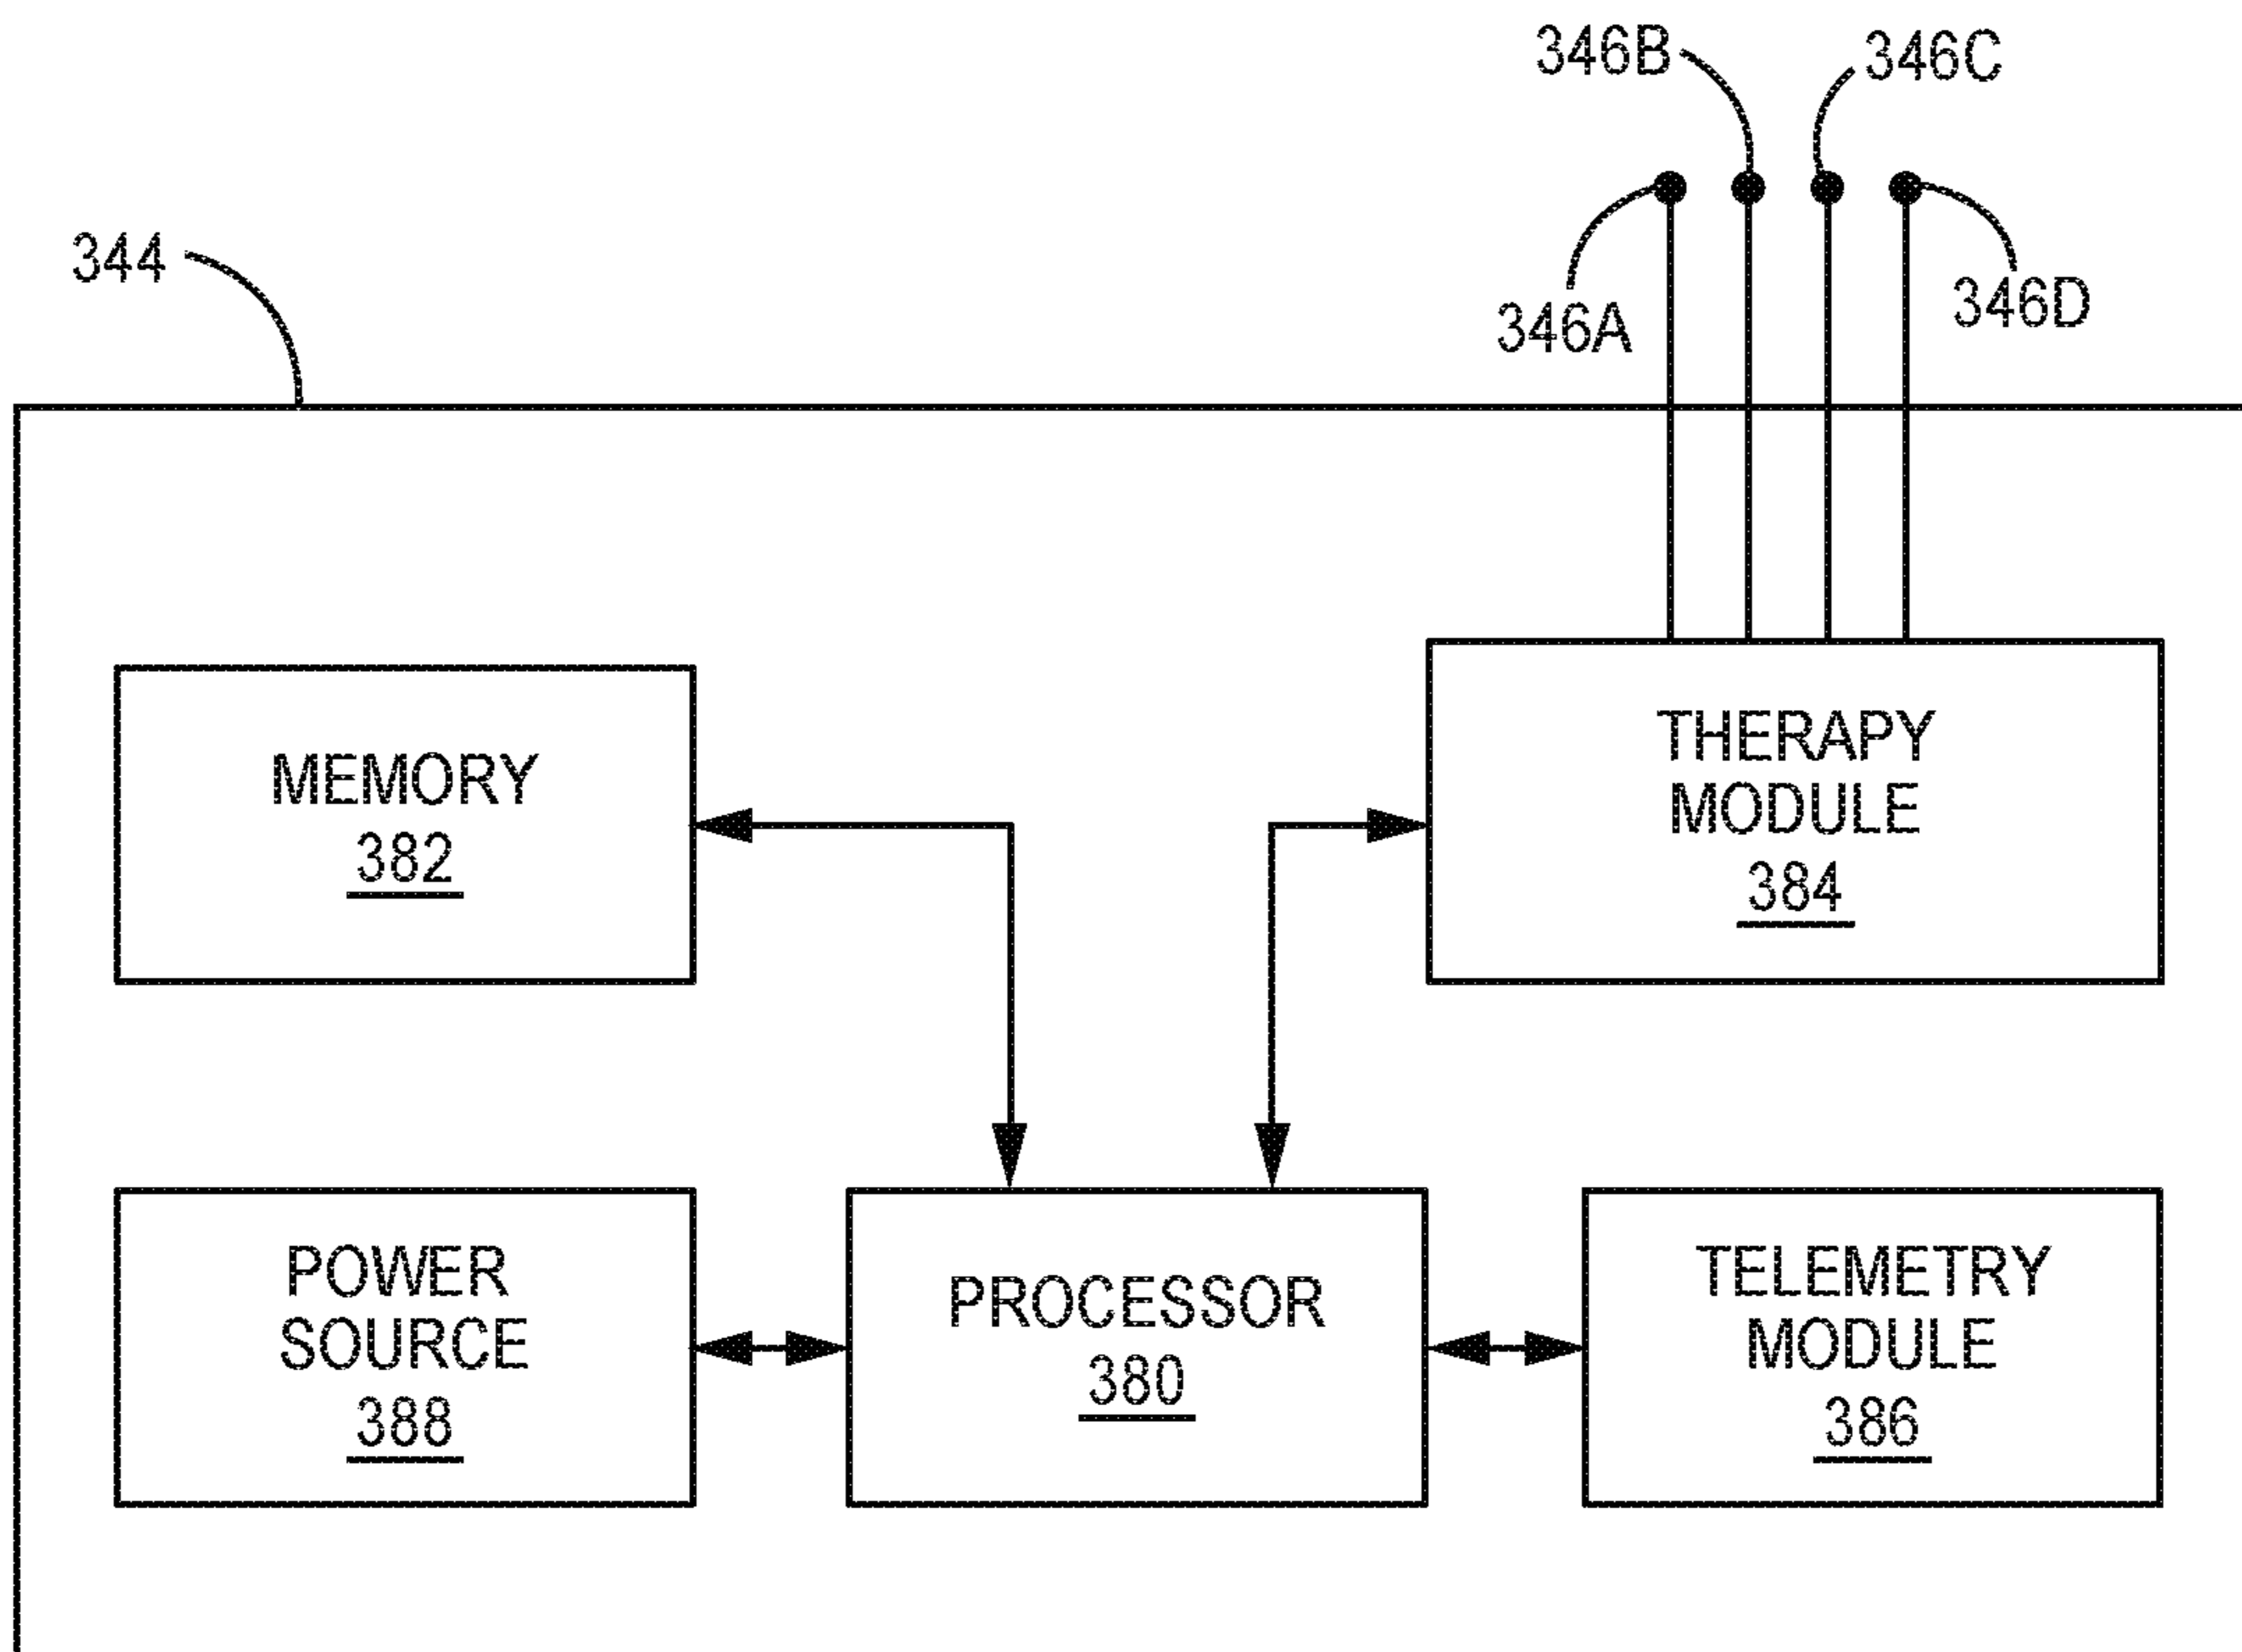 346B
346C
344
346A
346D
MEMORY
382
THERAPY
MODULE
384
POWER
SOURCE
388
PROCESSOR
380
TELEMETRY
MODULE
386